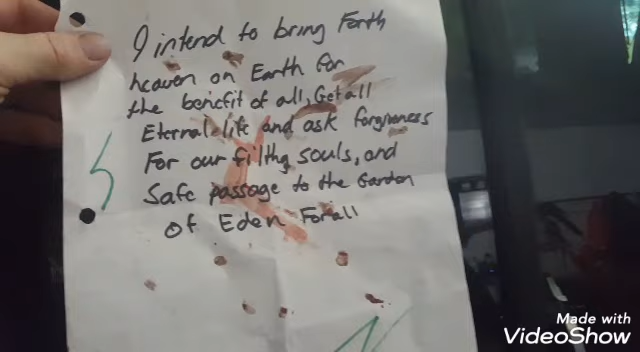 I intend to bring Forth
heaven on Earth for
the benefit of all, Get all
Eternal life and ask forgiveness
For our filthy souls, and
Safe passage to the Garden
of Eden For all
Made with
VideoShow